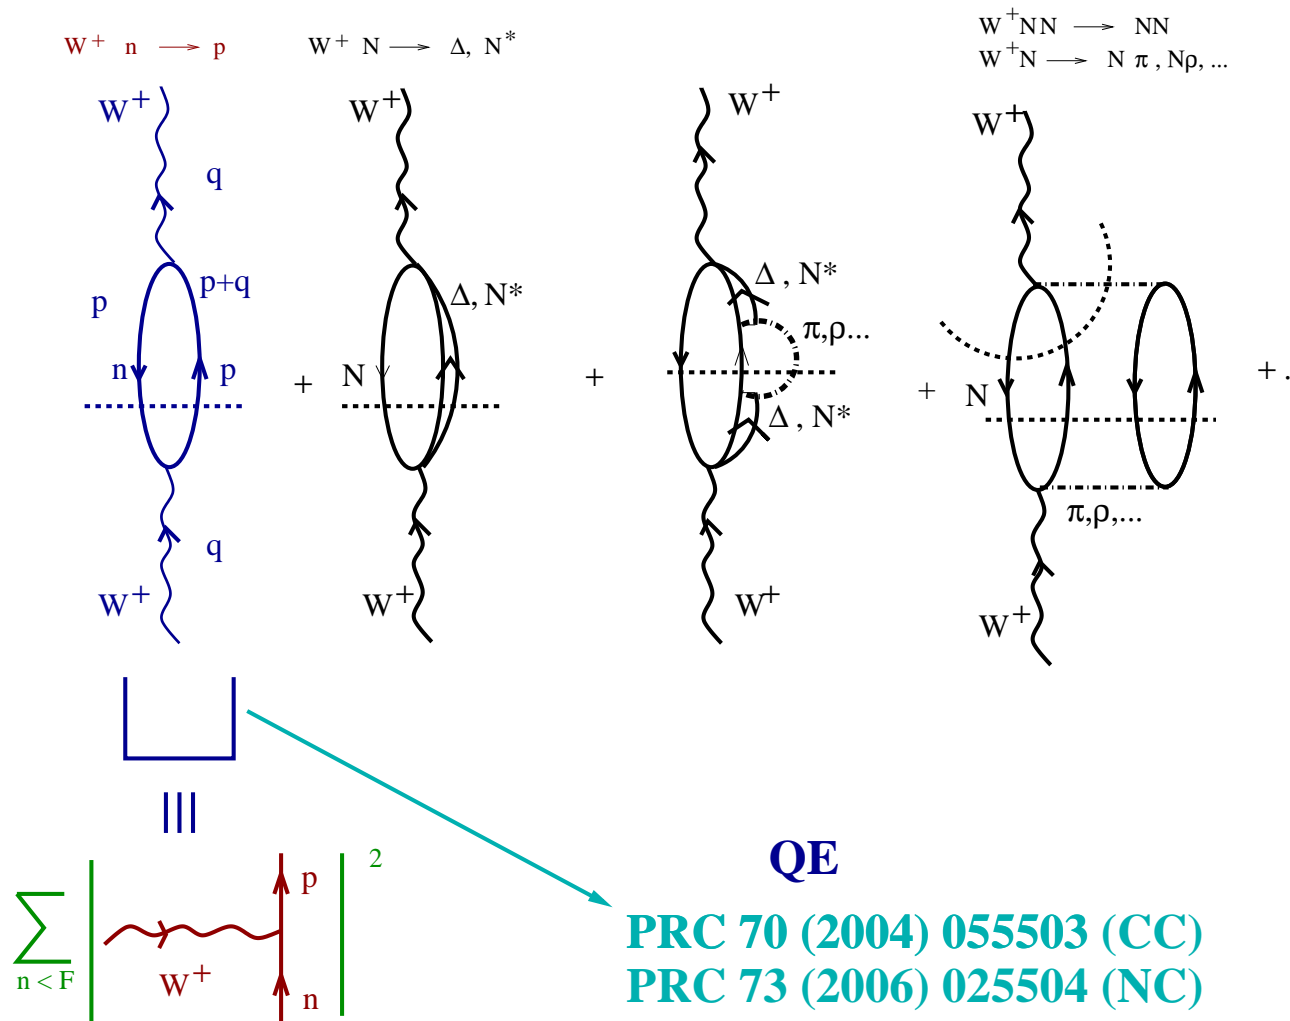 W⁺ n → p
W⁺ N → Δ, N*
W⁺NN → NN
W⁺N → N π , Nρ, ...
W⁺
W⁺
W⁺
W⁺
q
p
p+q
n
p
q
W⁺
+
N
Δ, N*
W⁺
+
Δ , N*
π,ρ...
Δ , N*
W⁺
+
N
π,ρ,...
W⁺
+ .
Σ
n < F
W⁺
p
n
2
QE
PRC 70 (2004) 055503 (CC)
PRC 73 (2006) 025504 (NC)